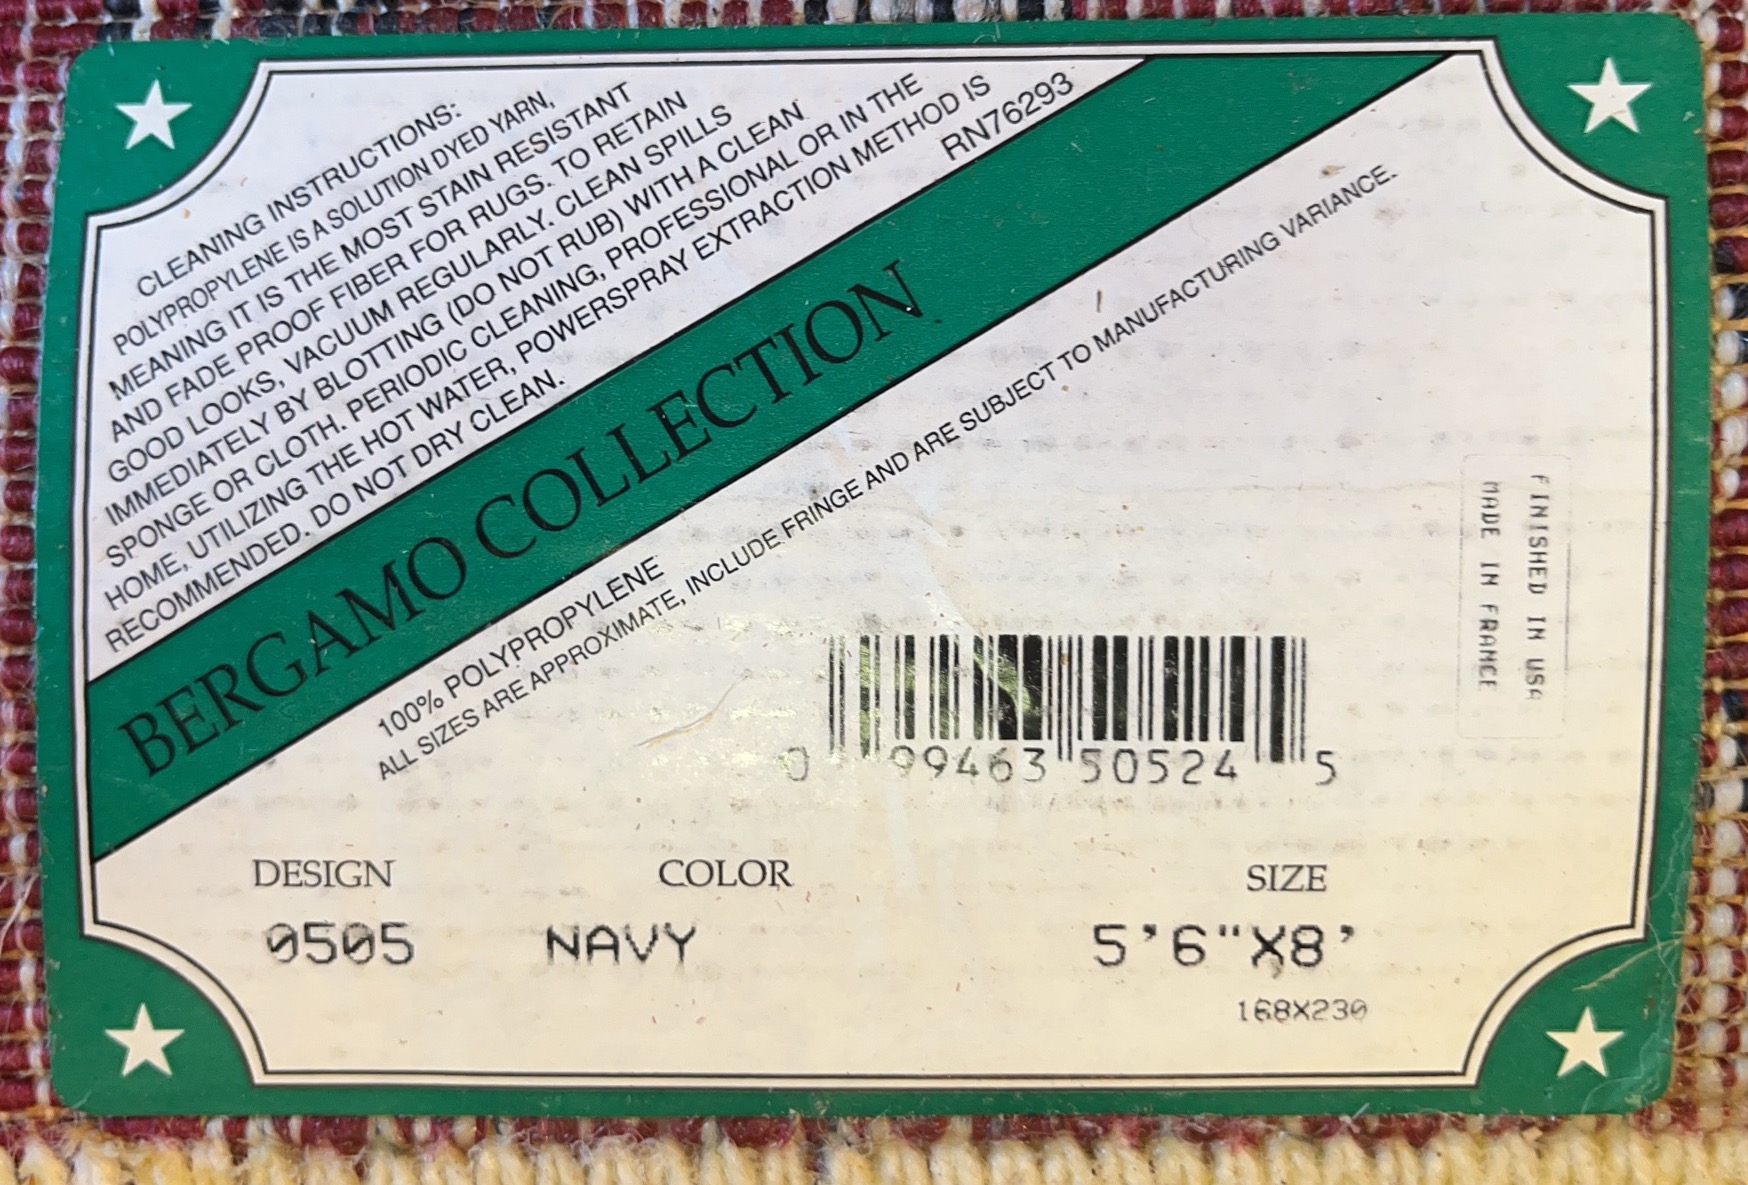 CLEANING INSTRUCTIONS:
POLYPROPYLENE IS A SOLUTION DYED YARN,
MEANING IT IS THE MOST STAIN RESISTANT
AND FADE PROOF FIBER FOR RUGS. TO RETAIN
GOOD LOOKS, VACUUM REGULARLY. CLEAN SPILLS
IMMEDIATELY BY BLOTTING (DO NOT RUB) WITH A CLEAN
SPONGE OR CLOTH. PERIODIC CLEANING, PROFESSIONAL OR IN THE
HOME, UTILIZING THE HOT WATER, POWERSPRAY EXTRACTION METHOD IS
RECOMMENDED. DO NOT DRY CLEAN.
RN76293
BERGAMO COLLECTION
100% POLYPROPYLENE
ALL SIZES ARE APPROXIMATE, INCLUDE FRINGE AND ARE SUBJECT TO MANUFACTURING VARIANCE.
FINISHED IN USA
MADE IN FRANCE
0 99463 50524 5
DESIGN COLOR SIZE
0505 NAVY 5'6"X8'
168X230